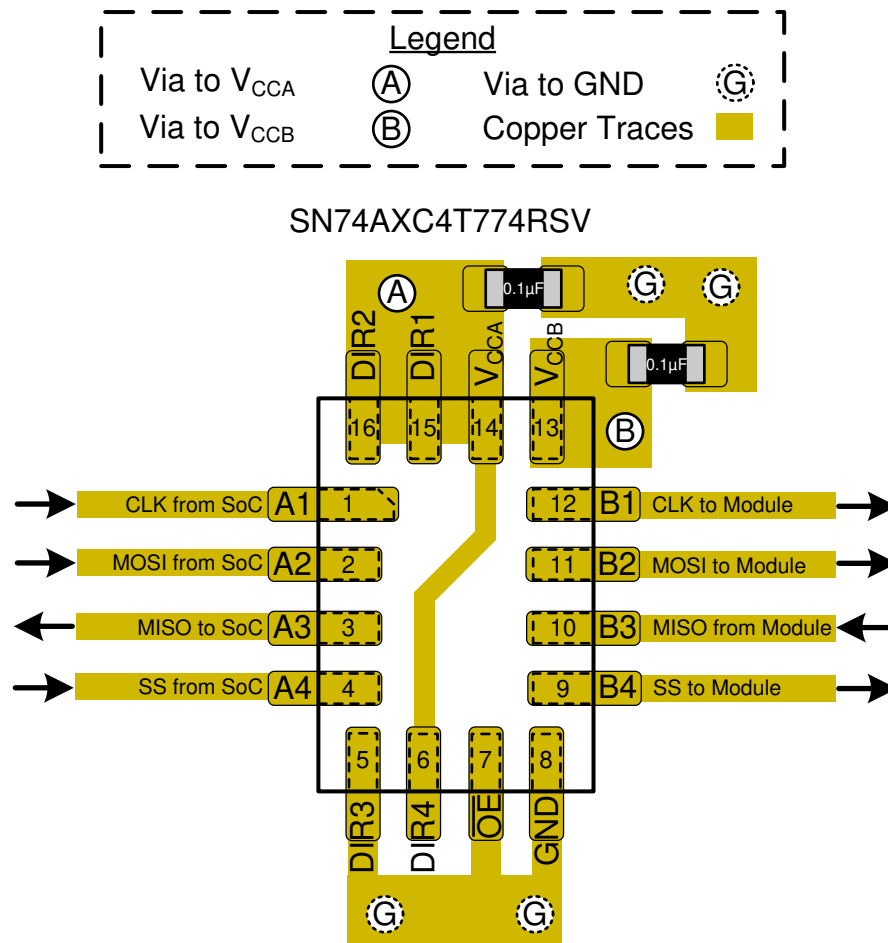 Legend
Via to VCCA A Via to GND G
Via to VCCB B Copper Traces
SN74AXC4T774RSV
A 0.1µF G G
DIR2 DIR1 VCCA VCCB 0.1µF
16 15 14 13 B
CLK from SoC A1 1 12 B1 CLK to Module
MOSI from SoC A2 2 11 B2 MOSI to Module
MISO to SoC A3 3 10 B3 MISO from Module
SS from SoC A4 4 9 B4 SS to Module
5 6 7 8
DIR3 DIR4 O̅E̅ GND
G G